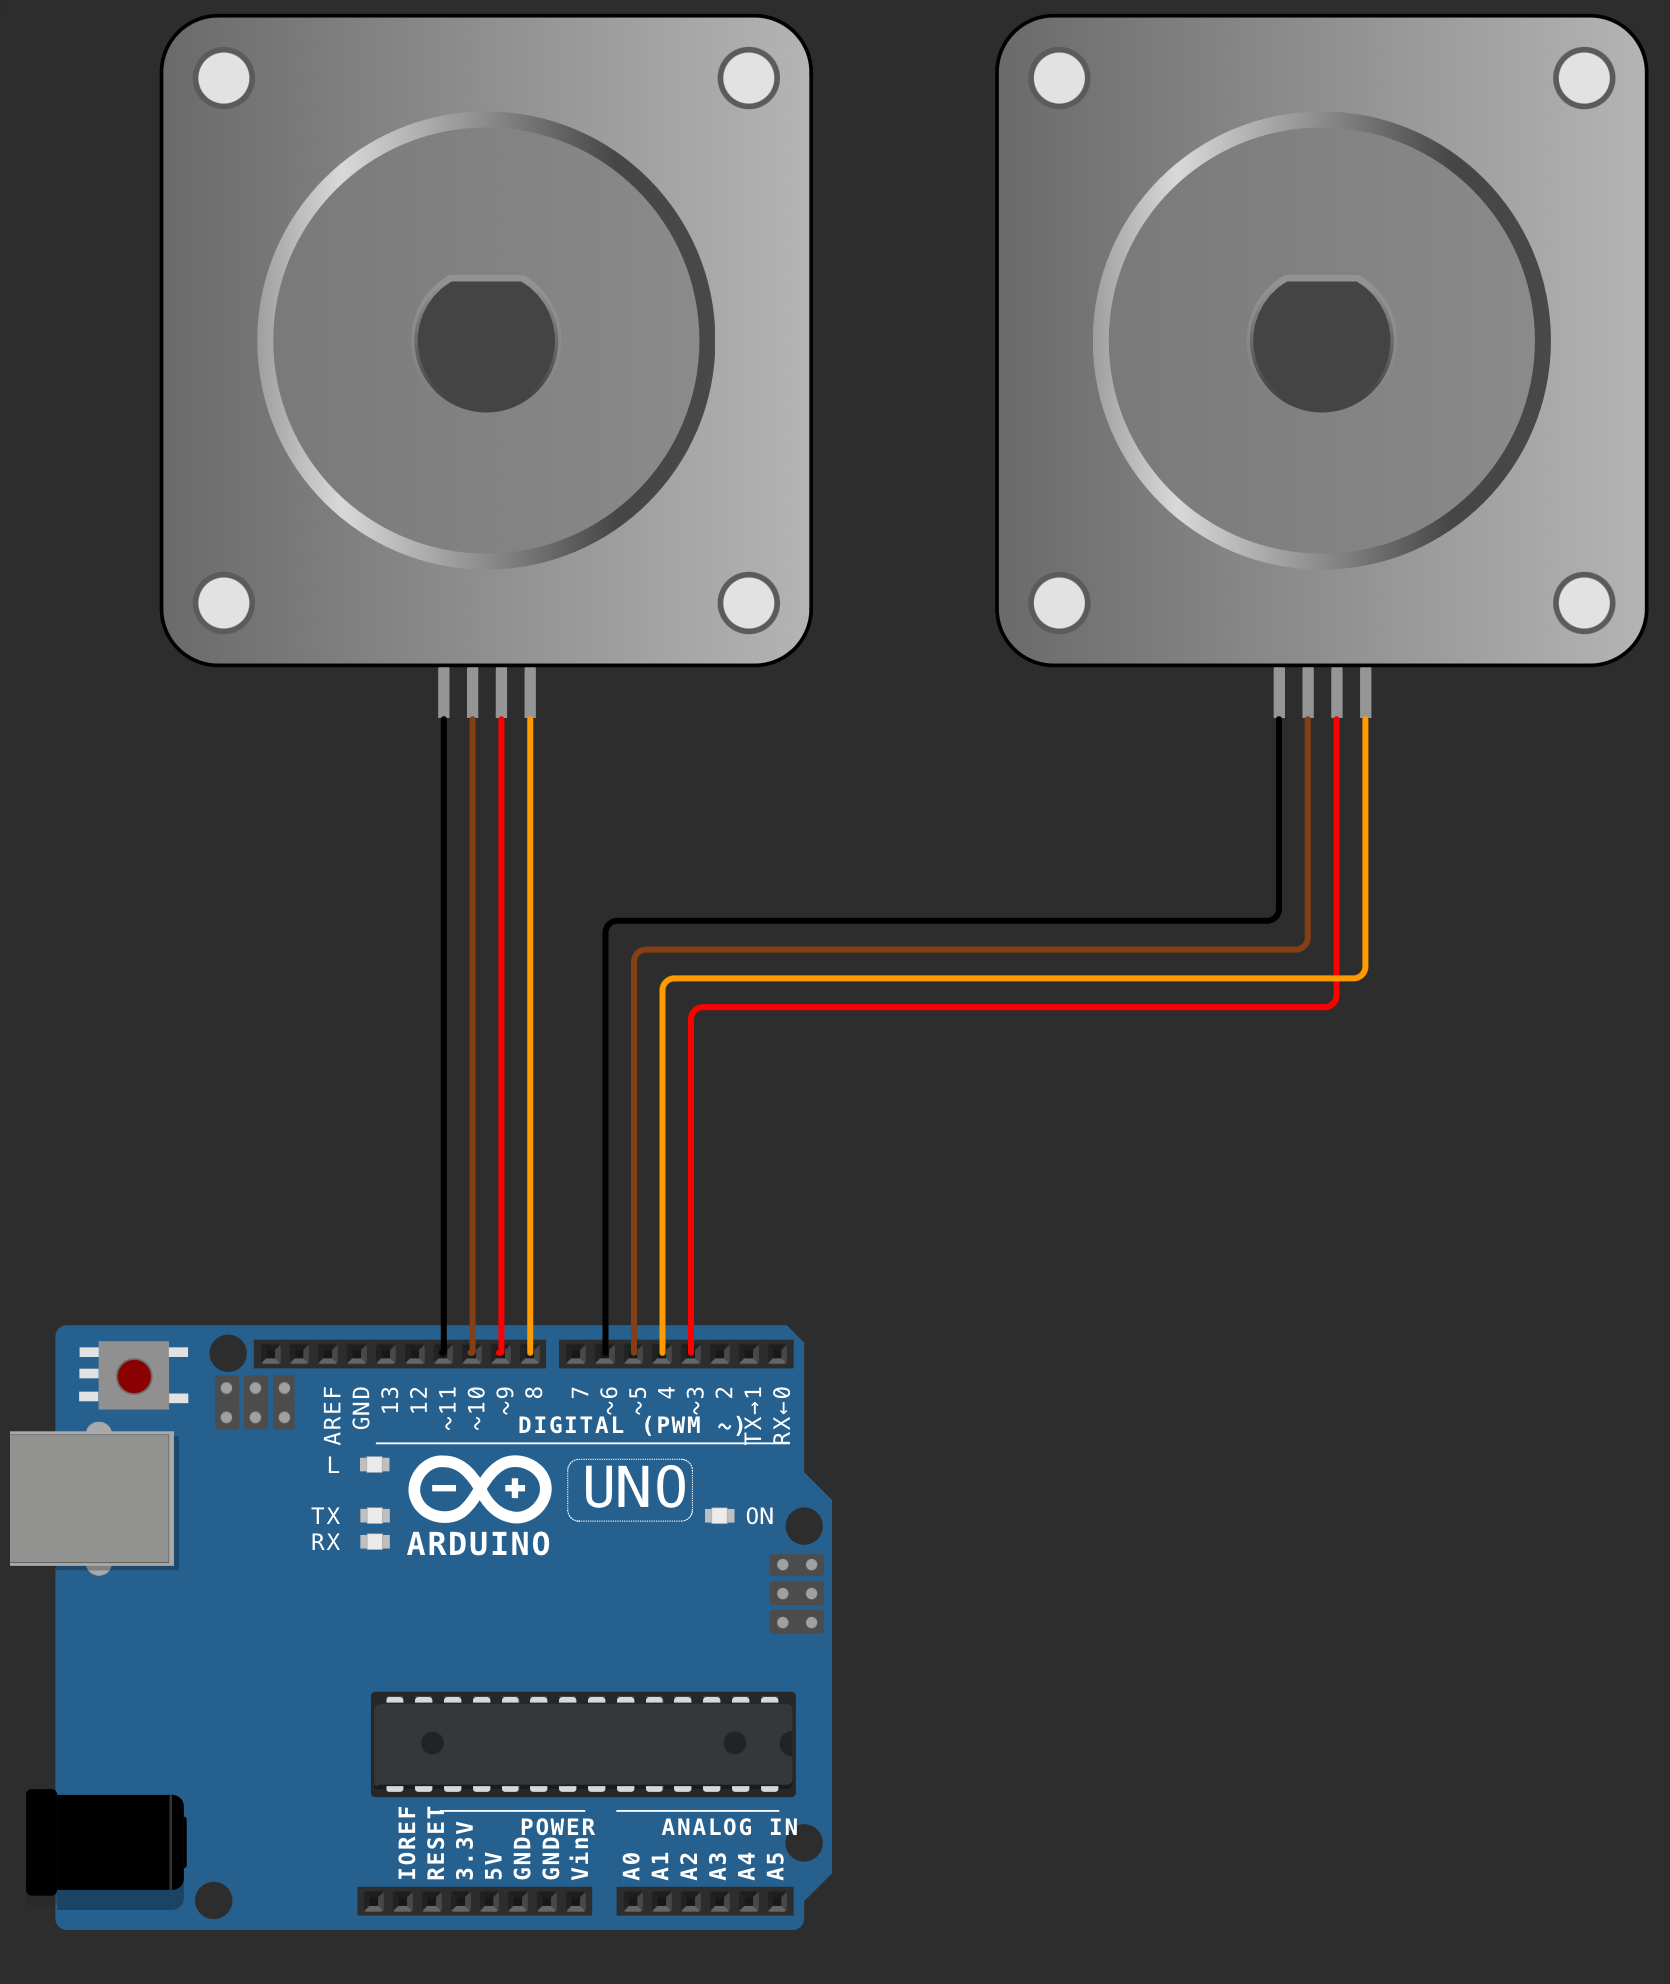 AREF
GND
13
12
~11
~10
~9
8
7
~6
~5
4
~3
2
TX→1
RX←0
DIGITAL (PWM ~)
L
TX
RX
ARDUINO
UNO
ON
IOREF
RESET
3.3V
5V
GND
GND
Vin
POWER
ANALOG IN
A0
A1
A2
A3
A4
A5